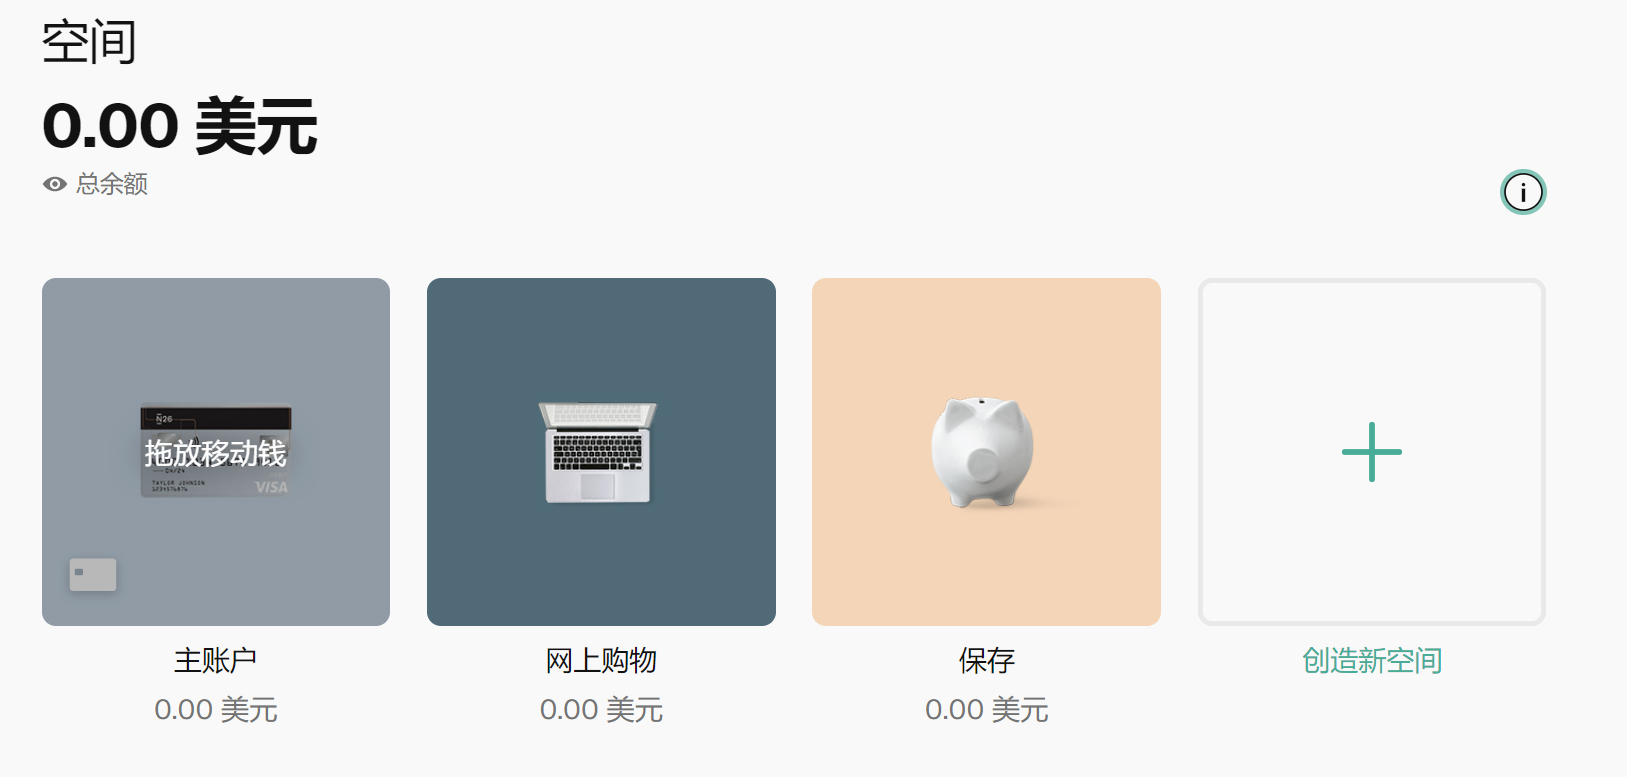 空间
0.00 美元
总余额
i
N26
拖放移动钱
TAYLOR JOHNSON
VISA
主账户
网上购物
保存
创造新空间
0.00 美元
0.00 美元
0.00 美元